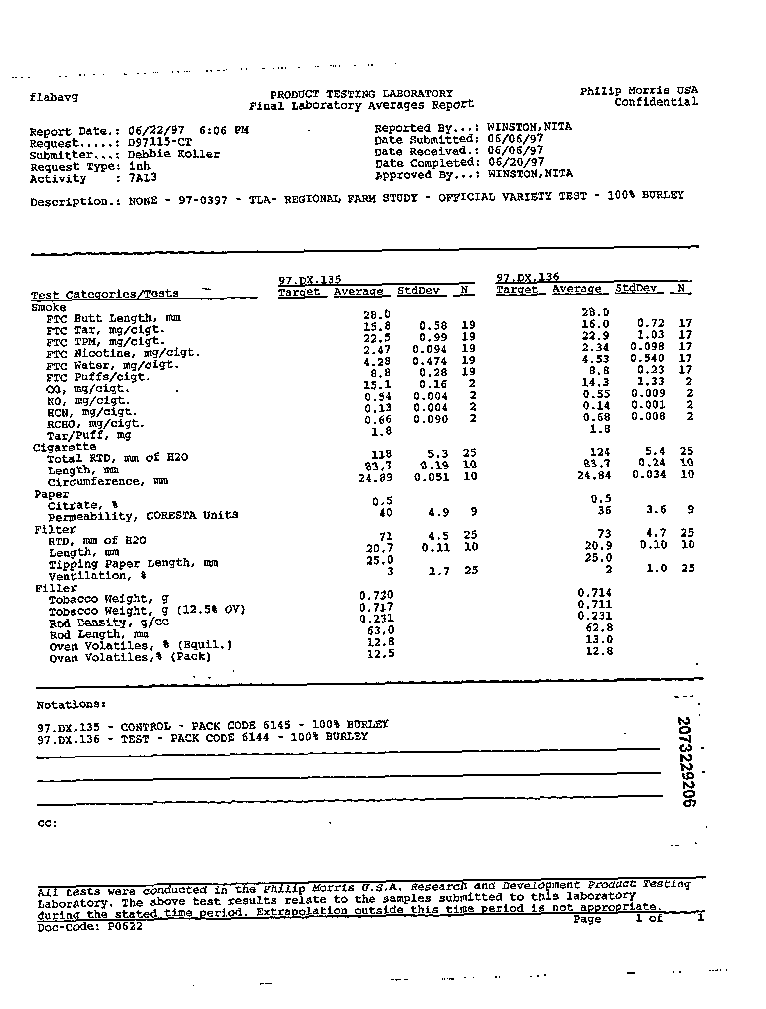 flabavg PRODUCT TESTING LABORATORY Philip Morris USA
Final Laboratory Averages Report Confidential
Report Date.: 06/22/97 6:06 PM Reported By...: WINSTON,NITA
Request.....: D97115-CT Date Submitted: 06/06/97
Submitter...: Debbie Koller Date Received.: 06/06/97
Request Type: inh Date Completed: 06/20/97
Activity : 7A13 Approved By...: WINSTON,NITA
Description.: NONE - 97-0397 - TLA- REGIONAL FARM STUDY - OFFICIAL VARIETY TEST - 100% BURLEY
97.DX.135 97.DX.136
Test Categories/Tests Target Average StdDev N Target Average StdDev N
Smoke
FTC Butt Length, mm 28.0 28.0
FTC Tar, mg/cigt. 15.8 0.58 19 16.0 0.72 17
FTC TPM, mg/cigt. 22.5 0.99 19 22.9 1.03 17
FTC Nicotine, mg/cigt. 2.47 0.094 19 2.34 0.098 17
FTC Water, mg/cigt. 4.28 0.474 19 4.53 0.540 17
FTC Puffs/cigt. 8.8 0.28 19 8.8 0.23 17
CO, mg/cigt. 15.1 0.16 2 14.3 1.33 2
NO, mg/cigt. 0.54 0.004 2 0.55 0.009 2
HCN, mg/cigt. 0.13 0.004 2 0.14 0.001 2
RCHO, mg/cigt. 0.66 0.090 2 0.68 0.008 2
Tar/Puff, mg 1.8 1.8
Cigarette
Total RTD, mm of H2O 118 5.3 25 124 5.4 25
Length, mm 83.7 0.19 10 83.7 0.24 10
Circumference, mm 24.89 0.051 10 24.84 0.034 10
Paper
Citrate, % 0.5 0.5
Permeability, CORESTA Units 40 4.9 9 36 3.6 9
Filter
RTD, mm of H2O 71 4.5 25 73 4.7 25
Length, mm 20.7 0.11 10 20.9 0.10 10
Tipping Paper Length, mm 25.0 25.0
Ventilation, % 3 1.7 25 2 1.0 25
Filler
Tobacco Weight, g 0.720 0.714
Tobacco Weight, g (12.5% OV) 0.717 0.711
Rod Density, g/cc 0.231 0.231
Rod Length, mm 63.0 62.8
Oven Volatiles, % (Equil.) 12.8 13.0
Oven Volatiles,% (Pack) 12.5 12.8
Notations:
97.DX.135 - CONTROL - PACK CODE 6145 - 100% BURLEY
97.DX.136 - TEST - PACK CODE 6144 - 100% BURLEY
2073229206
CC:
All tests were conducted in the Philip Morris U.S.A. Research and Development Product Testing
Laboratory. The above test results relate to the samples submitted to this laboratory
during the stated time period. Extrapolation outside this time period is not appropriate.
Doc-Code: P0622 Page 1 of 1